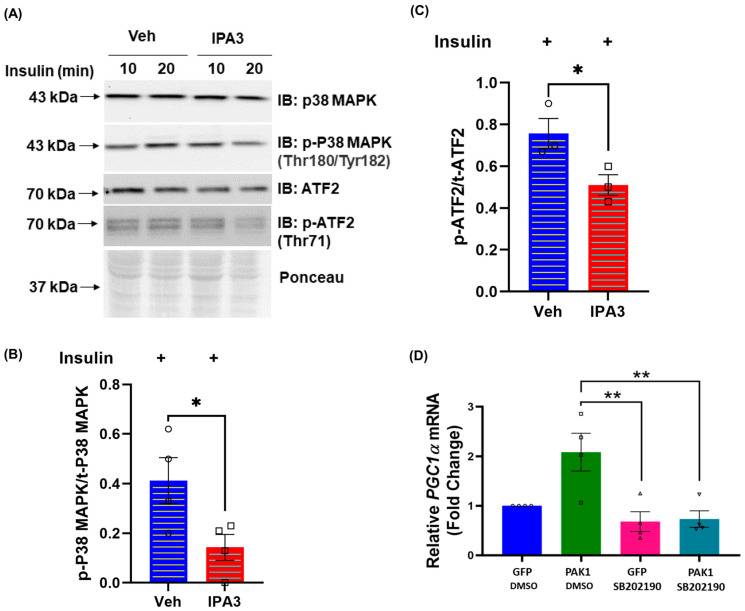 (A)
Veh IPA3
Insulin (min) 10 20 10 20
43 kDa IB: p38 MAPK
43 kDa IB: p-P38 MAPK
(Thr180/Tyr182)
70 kDa IB: ATF2
70 kDa IB: p-ATF2
(Thr71)
Ponceau
37 kDa
(B)
Insulin + +
p-P38 MAPK/t-P38 MAPK
0.8
0.6
0.4
0.2
0.0
*
Veh IPA3
(C)
Insulin + +
p-ATF2/t-ATF2
1.0
0.8
0.6
0.4
0.2
0.0
*
Veh IPA3
(D)
Relative PGC1α mRNA
(Fold Change)
3
2
1
0
**
**
GFP PAK1 GFP PAK1
DMSO DMSO SB202190 SB202190